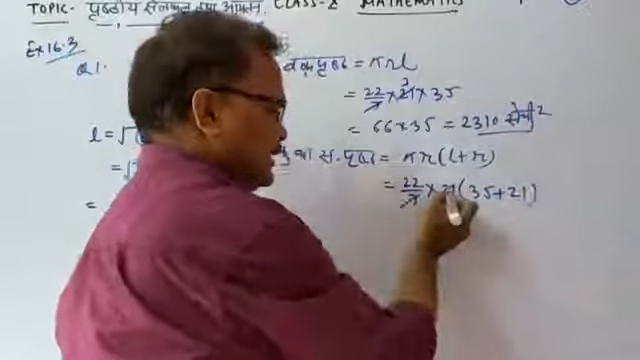 TOPIC- पृष्ठीय क्षेत्रफल तथा आयतन, CLASS-X MATHEMATICS
Ex 16.3
Q1.
वक्रपृष्ठ = πrl
= 22/7 × 21 × 35
3
l = √
= 66 × 35 = 2310 सेमी²
का स. पृष्ठ = πr(l+r)
= √
= 22/7 × 21 (35+21)
=